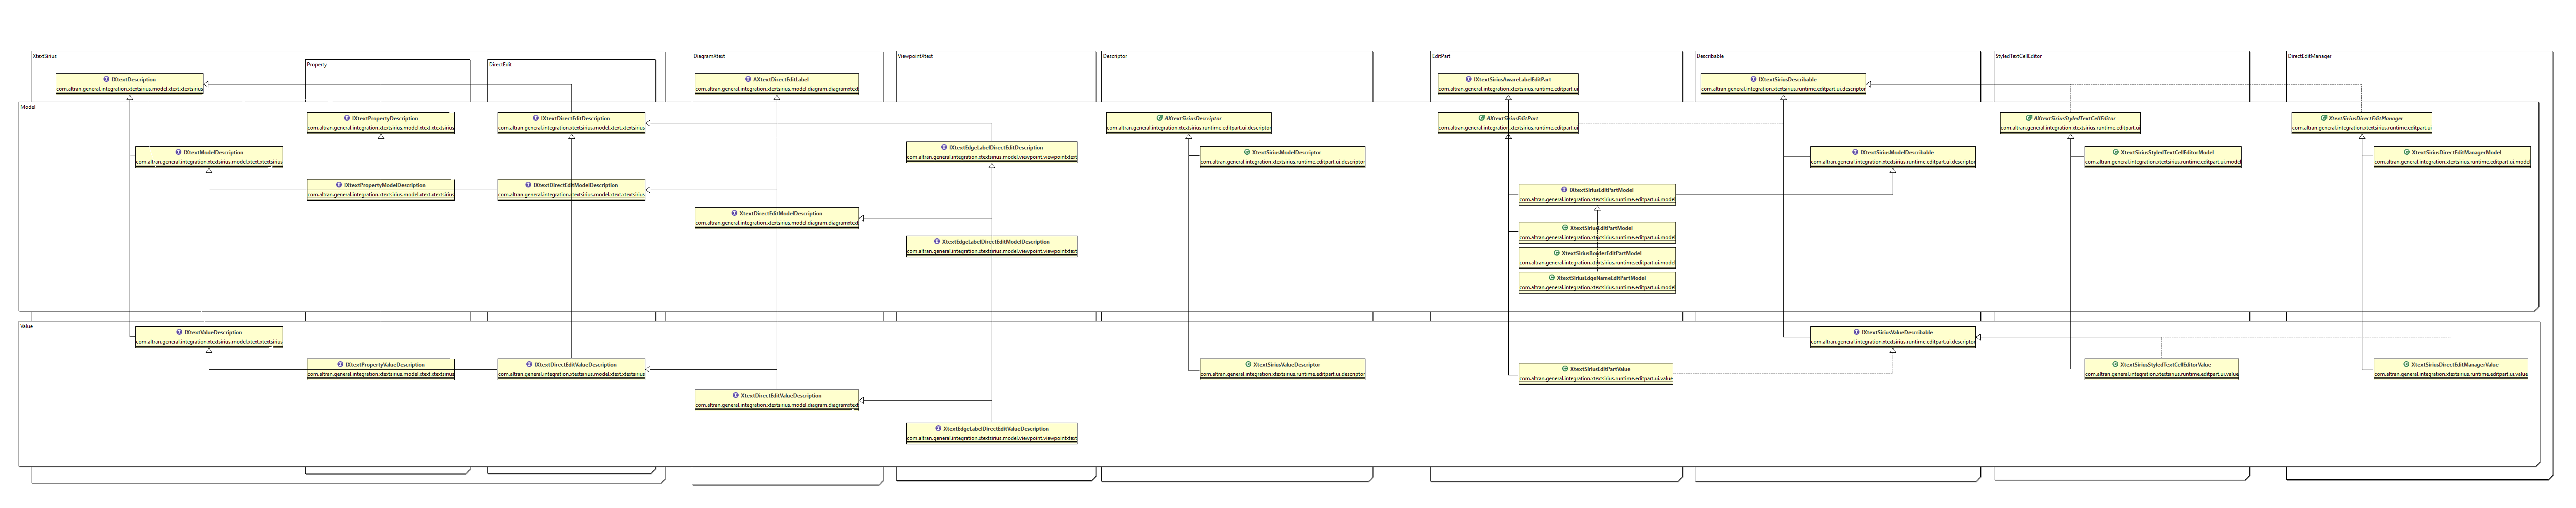 XtextSirius
Property
DirectEdit
DiagramXtext
ViewpointXtext
Descriptor
EditPart
Describable
StyledTextCellEditor
DirectEditManager
IXtextDescription
com.altran.general.integration.xtextsirius.model.xtext.xtextsirius
AXtextDirectEditLabel
com.altran.general.integration.xtextsirius.model.diagram.diagramxtext
IXtextSiriusAwareLabelEditPart
com.altran.general.integration.xtextsirius.runtime.editpart.ui
IXtextSiriusDescribable
com.altran.general.integration.xtextsirius.runtime.editpart.ui.descriptor
Model
IXtextPropertyDescription
com.altran.general.integration.xtextsirius.model.xtext.xtextsirius
IXtextDirectEditDescription
com.altran.general.integration.xtextsirius.model.xtext.xtextsirius
AXtextSiriusDescriptor
com.altran.general.integration.xtextsirius.runtime.editpart.ui.descriptor
AXtextSiriusEditPart
com.altran.general.integration.xtextsirius.runtime.editpart.ui
AXtextSiriusStyledTextCellEditor
com.altran.general.integration.xtextsirius.runtime.editpart.ui
XtextSiriusDirectEditManager
com.altran.general.integration.xtextsirius.runtime.editpart.ui
IXtextModelDescription
com.altran.general.integration.xtextsirius.model.xtext.xtextsirius
IXtextEdgeLabelDirectEditDescription
com.altran.general.integration.xtextsirius.model.viewpoint.viewpointxtext
XtextSiriusModelDescriptor
com.altran.general.integration.xtextsirius.runtime.editpart.ui.descriptor
IXtextSiriusModelDescribable
com.altran.general.integration.xtextsirius.runtime.editpart.ui.descriptor
XtextSiriusStyledTextCellEditorModel
com.altran.general.integration.xtextsirius.runtime.editpart.ui.model
XtextSiriusDirectEditManagerModel
com.altran.general.integration.xtextsirius.runtime.editpart.ui.model
IXtextPropertyModelDescription
com.altran.general.integration.xtextsirius.model.xtext.xtextsirius
IXtextDirectEditModelDescription
com.altran.general.integration.xtextsirius.model.xtext.xtextsirius
IXtextSiriusEditPartModel
com.altran.general.integration.xtextsirius.runtime.editpart.ui.model
XtextDirectEditModelDescription
com.altran.general.integration.xtextsirius.model.diagram.diagramxtext
XtextSiriusEditPartModel
com.altran.general.integration.xtextsirius.runtime.editpart.ui.model
XtextEdgeLabelDirectEditModelDescription
com.altran.general.integration.xtextsirius.model.viewpoint.viewpointxtext
XtextSiriusBorderEditPartModel
com.altran.general.integration.xtextsirius.runtime.editpart.ui.model
XtextSiriusEdgeNameEditPartModel
com.altran.general.integration.xtextsirius.runtime.editpart.ui.model
Value
IXtextValueDescription
com.altran.general.integration.xtextsirius.model.xtext.xtextsirius
IXtextSiriusValueDescribable
com.altran.general.integration.xtextsirius.runtime.editpart.ui.descriptor
IXtextPropertyValueDescription
com.altran.general.integration.xtextsirius.model.xtext.xtextsirius
IXtextDirectEditValueDescription
com.altran.general.integration.xtextsirius.model.xtext.xtextsirius
XtextSiriusValueDescriptor
com.altran.general.integration.xtextsirius.runtime.editpart.ui.descriptor
XtextSiriusEditPartValue
com.altran.general.integration.xtextsirius.runtime.editpart.ui.value
XtextSiriusStyledTextCellEditorValue
com.altran.general.integration.xtextsirius.runtime.editpart.ui.value
XtextSiriusDirectEditManagerValue
com.altran.general.integration.xtextsirius.runtime.editpart.ui.value
XtextDirectEditValueDescription
com.altran.general.integration.xtextsirius.model.diagram.diagramxtext
XtextEdgeLabelDirectEditValueDescription
com.altran.general.integration.xtextsirius.model.viewpoint.viewpointxtext